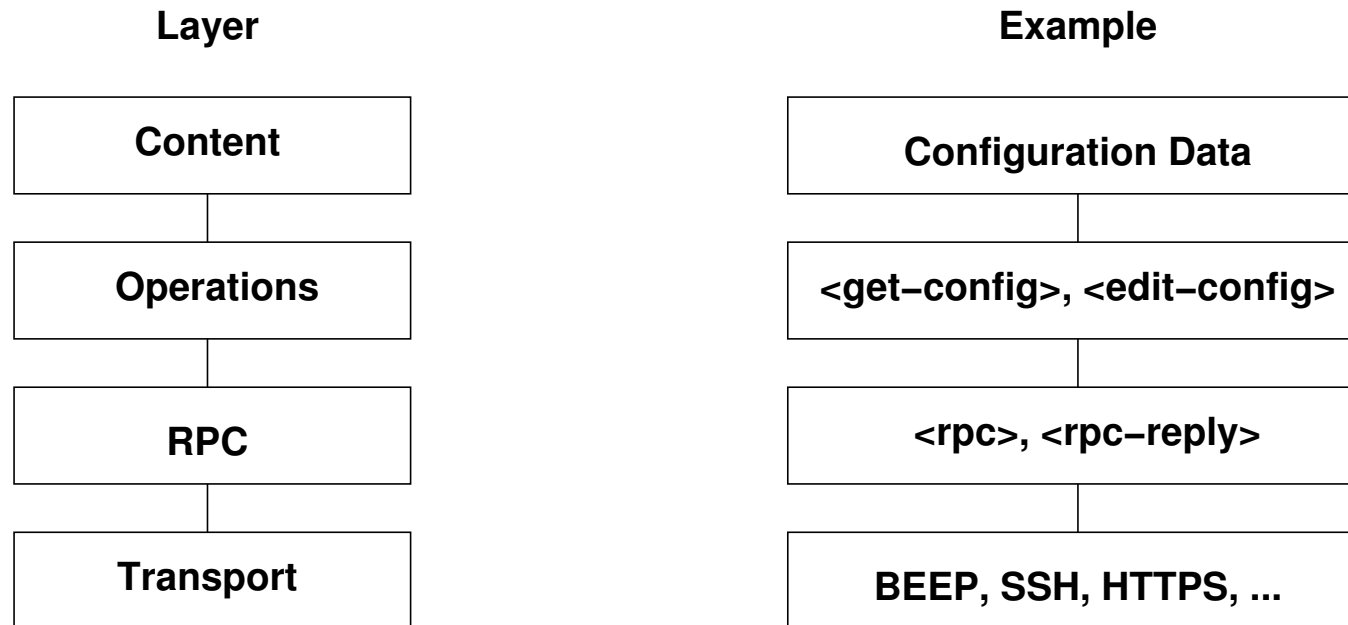 Layer
Example
Content
Configuration Data
Operations
<get−config>, <edit−config>
RPC
<rpc>, <rpc−reply>
Transport
BEEP, SSH, HTTPS, ...